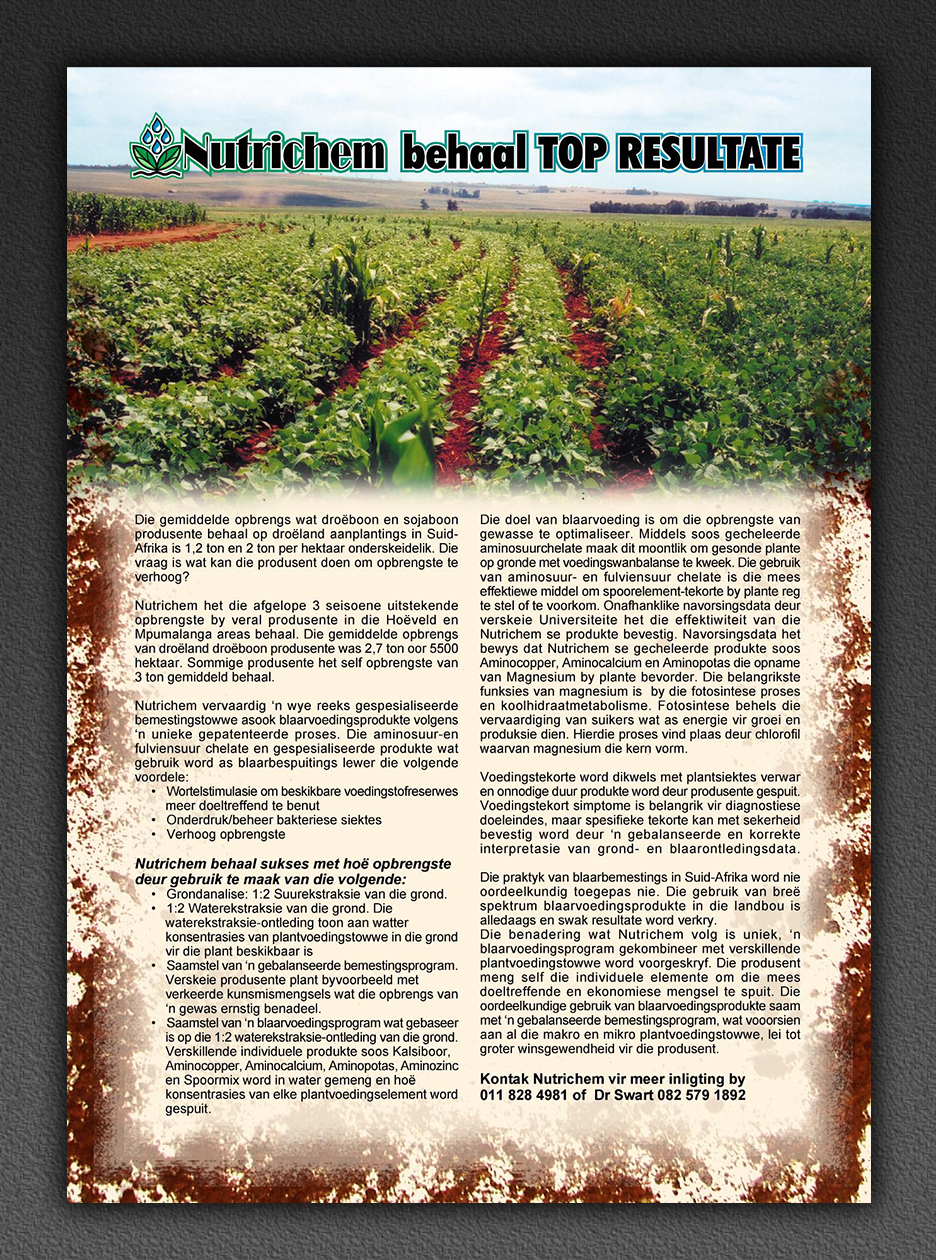 Nutrichem behaal TOP RESULTATE
Die gemiddelde opbrengs wat droëboon en sojaboon
produsente behaal op droëland aanplantings in Suid-
Afrika is 1,2 ton en 2 ton per hektaar onderskeidelik. Die
vraag is wat kan die produsent doen om opbrengste te
verhoog?
Nutrichem het die afgelope 3 seisoene uitstekende
opbrengste by veral produsente in die Hoëveld en
Mpumalanga areas behaal. Die gemiddelde opbrengs
van droëland droëboon produsente was 2,7 ton oor 5500
hektaar. Sommige produsente het self opbrengste van
3 ton gemiddeld behaal.
Nutrichem vervaardig ‘n wye reeks gespesialiseerde
bemestingstowwe asook blaarvoedingsprodukte volgens
‘n unieke gepatenteerde proses. Die aminosuur-en
fulviensuur chelate en gespesialiseerde produkte wat
gebruik word as blaarbespuitings lewer die volgende
voordele:
• Wortelstimulasie om beskikbare voedingstofreserwes
meer doeltreffend te benut
• Onderdruk/beheer bakteriese siektes
• Verhoog opbrengste
Nutrichem behaal sukses met hoë opbrengste
deur gebruik te maak van die volgende:
• Grondanalise: 1:2 Suurekstraksie van die grond.
• 1:2 Waterekstraksie van die grond. Die
waterekstraksie-ontleding toon aan watter
konsentrasies van plantvoedingstowwe in die grond
vir die plant beskikbaar is
• Saamstel van ‘n gebalanseerde bemestingsprogram.
Verskeie produsente plant byvoorbeeld met
verkeerde kunsmismengsels wat die opbrengs van
‘n gewas ernstig benadeel.
• Saamstel van ‘n blaarvoedingsprogram wat gebaseer
is op die 1:2 waterekstraksie-ontleding van die grond.
Verskillende individuele produkte soos Kalsiboor,
Aminocopper, Aminocalcium, Aminopotas, Aminozinc
en Spoormix word in water gemeng en hoë
konsentrasies van elke plantvoedingselement word
gespuit.
Die doel van blaarvoeding is om die opbrengste van
gewasse te optimaliseer. Middels soos gecheleerde
aminosuurchelate maak dit moontlik om gesonde plante
op gronde met voedingswanbalanse te kweek. Die gebruik
van aminosuur- en fulviensuur chelate is die mees
effektiewe middel om spoorelement-tekorte by plante reg
te stel of te voorkom. Onafhanklike navorsingsdata deur
verskeie Universiteite het die effektiwiteit van die
Nutrichem se produkte bevestig. Navorsingsdata het
bewys dat Nutrichem se gecheleerde produkte soos
Aminocopper, Aminocalcium en Aminopotas die opname
van Magnesium by plante bevorder. Die belangrikste
funksies van magnesium is by die fotosintese proses
en koolhidraatmetabolisme. Fotosintese behels die
vervaardiging van suikers wat as energie vir groei en
produksie dien. Hierdie proses vind plaas deur chlorofil
waarvan magnesium die kern vorm.
Voedingstekorte word dikwels met plantsiektes verwar
en onnodige duur produkte word deur produsente gespuit.
Voedingstekort simptome is belangrik vir diagnostiese
doeleindes, maar spesifieke tekorte kan met sekerheid
bevestig word deur ‘n gebalanseerde en korrekte
interpretasie van grond- en blaarontledingsdata.
Die praktyk van blaarbemestings in Suid-Afrika word nie
oordeelkundig toegepas nie. Die gebruik van breë
spektrum blaarvoedingsprodukte in die landbou is
alledaags en swak resultate word verkry.
Die benadering wat Nutrichem volg is uniek, ‘n
blaarvoedingsprogram gekombineer met verskillende
plantvoedingstowwe word voorgeskryf. Die produsent
meng self die individuele elemente om die mees
doeltreffende en ekonomiese mengsel te spuit. Die
oordeelkundige gebruik van blaarvoedingsprodukte saam
met ‘n gebalanseerde bemestingsprogram, wat vooorsien
aan al die makro en mikro plantvoedingstowwe, lei tot
groter winsgewendheid vir die produsent.
Kontak Nutrichem vir meer inligting by
011 828 4981 of Dr Swart 082 579 1892